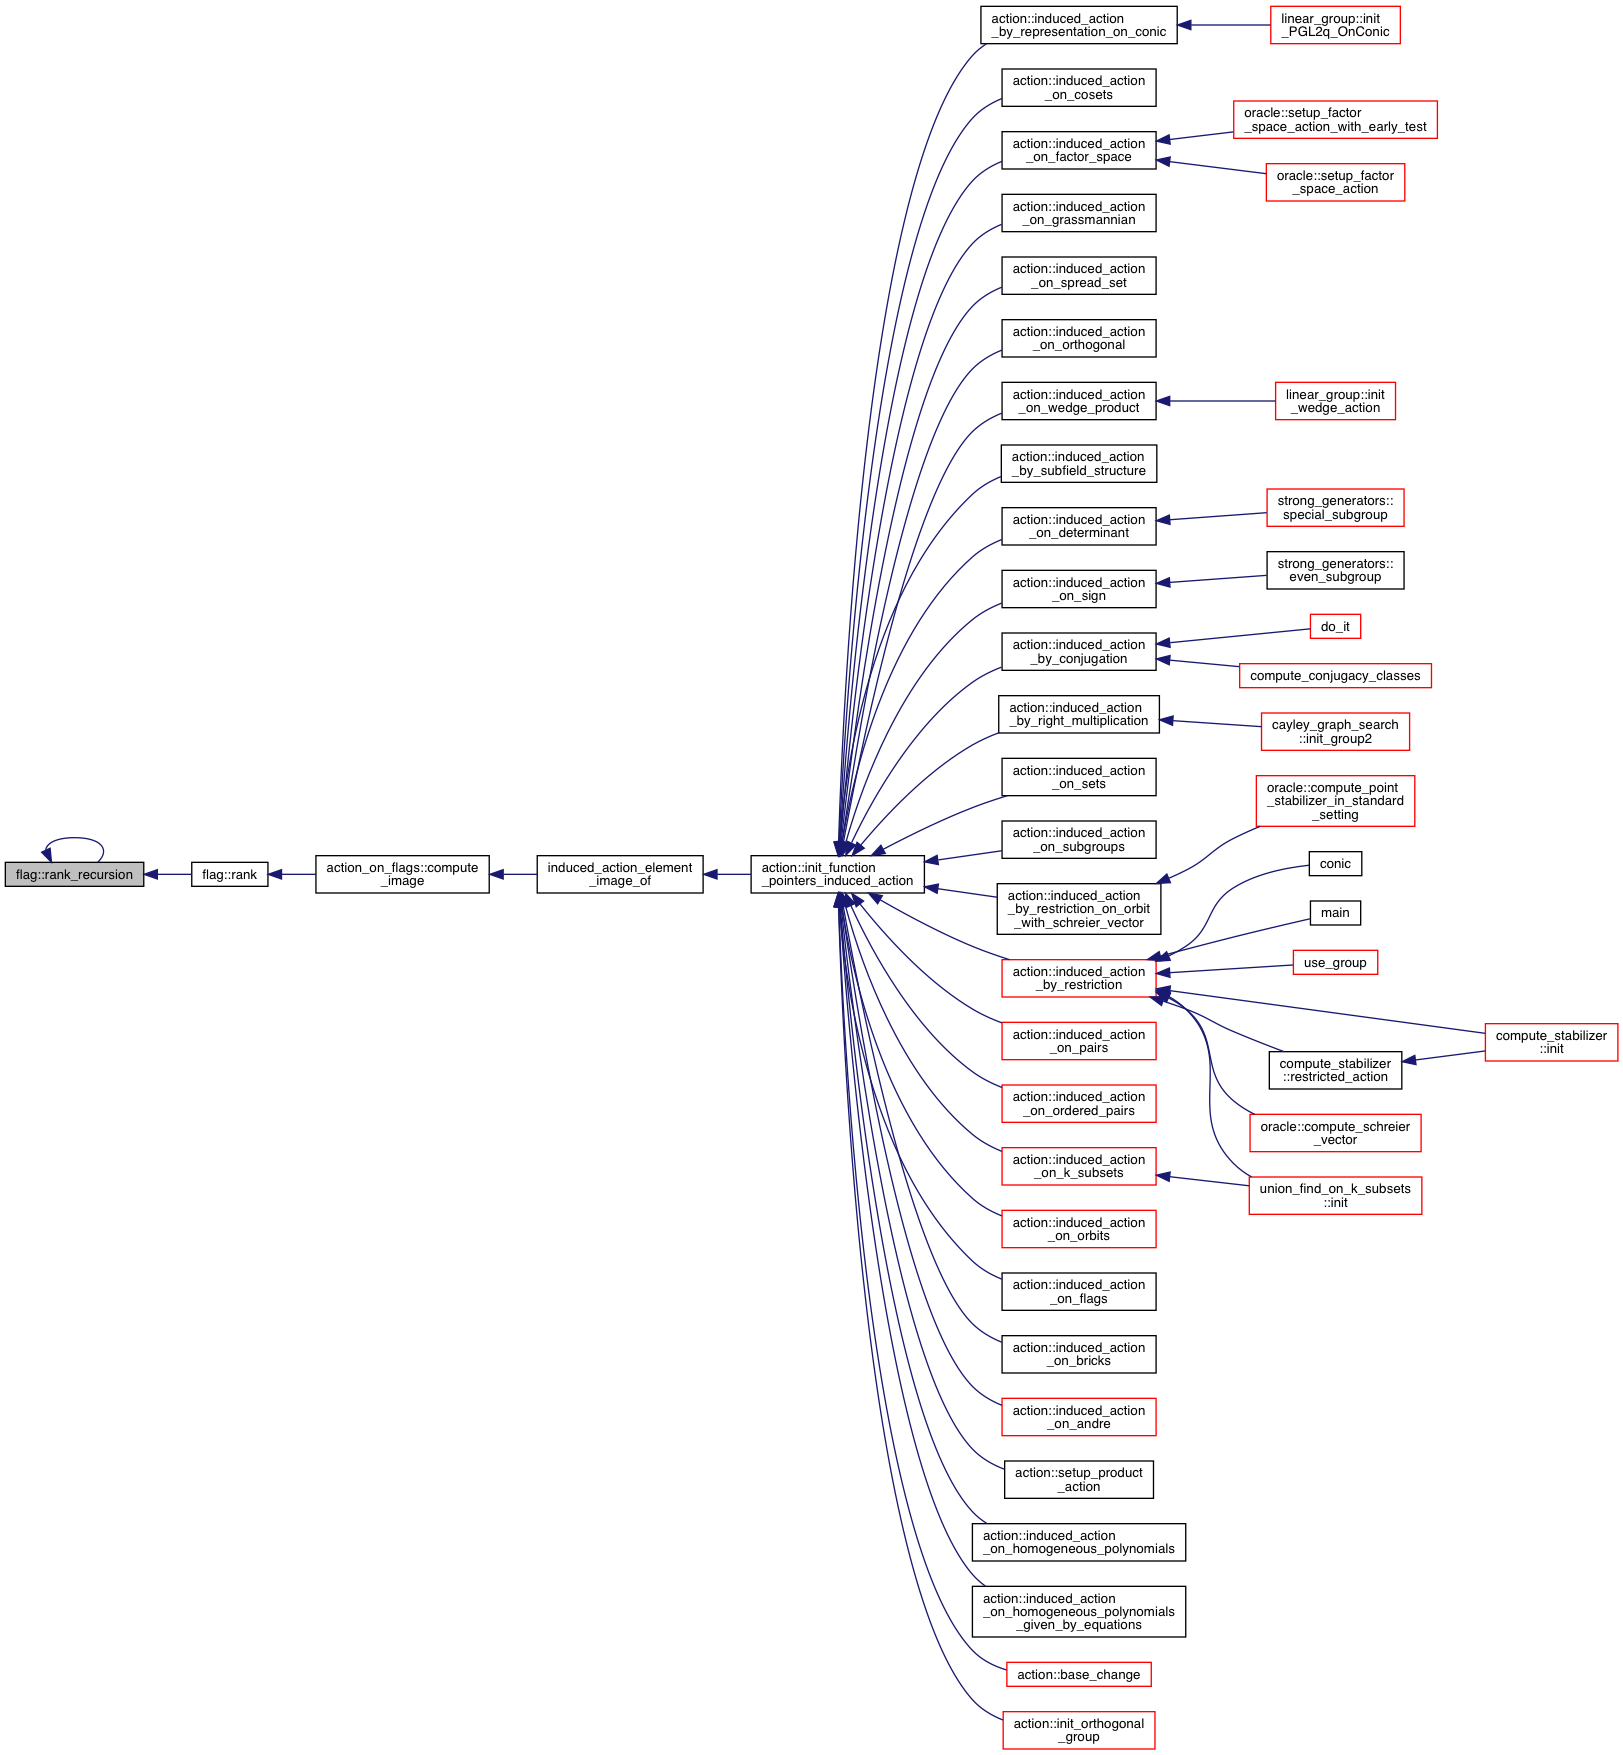 flag::rank_recursion
flag::rank
action_on_flags::compute
_image
induced_action_element
_image_of
action::init_function
_pointers_induced_action
action::induced_action
_by_representation_on_conic
linear_group::init
_PGL2q_OnConic
action::induced_action
_on_cosets
action::induced_action
_on_factor_space
oracle::setup_factor
_space_action_with_early_test
oracle::setup_factor
_space_action
action::induced_action
_on_grassmannian
action::induced_action
_on_spread_set
action::induced_action
_on_orthogonal
action::induced_action
_on_wedge_product
linear_group::init
_wedge_action
action::induced_action
_by_subfield_structure
action::induced_action
_on_determinant
strong_generators::
special_subgroup
action::induced_action
_on_sign
strong_generators::
even_subgroup
action::induced_action
_by_conjugation
do_it
compute_conjugacy_classes
action::induced_action
_by_right_multiplication
cayley_graph_search
::init_group2
action::induced_action
_on_sets
action::induced_action
_on_subgroups
action::induced_action
_by_restriction_on_orbit
_with_schreier_vector
oracle::compute_point
_stabilizer_in_standard
_setting
action::induced_action
_by_restriction
conic
main
use_group
compute_stabilizer
::restricted_action
compute_stabilizer
::init
oracle::compute_schreier
_vector
union_find_on_k_subsets
::init
action::induced_action
_on_pairs
action::induced_action
_on_ordered_pairs
action::induced_action
_on_k_subsets
action::induced_action
_on_orbits
action::induced_action
_on_flags
action::induced_action
_on_bricks
action::induced_action
_on_andre
action::setup_product
_action
action::induced_action
_on_homogeneous_polynomials
action::induced_action
_on_homogeneous_polynomials
_given_by_equations
action::base_change
action::init_orthogonal
_group